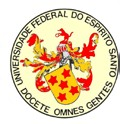 UNIVERSIDADE FEDERAL DO ESPÍRITO SANTO
DOCETE OMNES GENTES